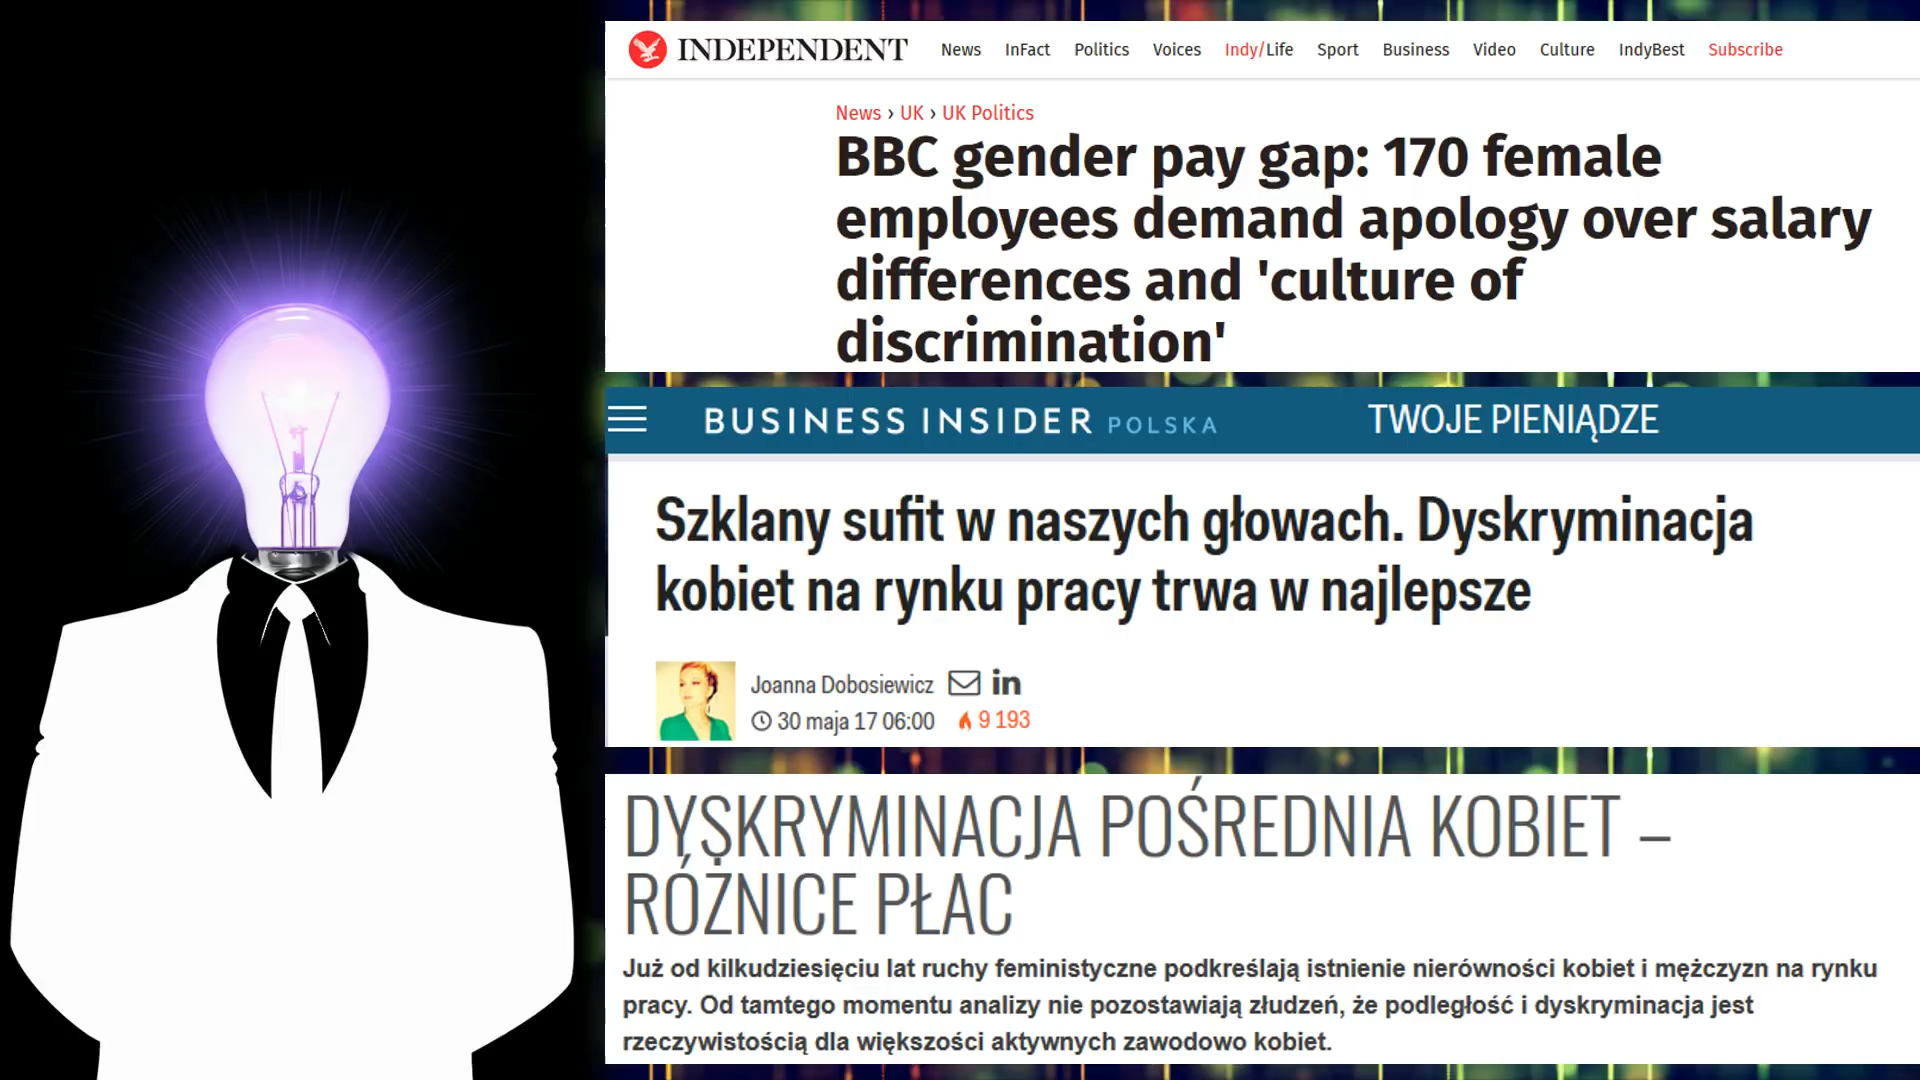 INDEPENDENT News InFact Politics Voices Indy/Life Sport Business Video Culture IndyBest Subscribe
News › UK › UK Politics
BBC gender pay gap: 170 female
employees demand apology over salary
differences and 'culture of
discrimination'
BUSINESS INSIDER POLSKA TWOJE PIENIĄDZE
Szklany sufit w naszych głowach. Dyskryminacja
kobiet na rynku pracy trwa w najlepsze
Joanna Dobosiewicz in
30 maja 17 06:00 9 193
DYSKRYMINACJA POŚREDNIA KOBIET –
RÓŻNICE PŁAC
Już od kilkudziesięciu lat ruchy feministyczne podkreślają istnienie nierówności kobiet i mężczyzn na rynku
pracy. Od tamtego momentu analizy nie pozostawiają złudzeń, że podległość i dyskryminacja jest
rzeczywistością dla większości aktywnych zawodowo kobiet.